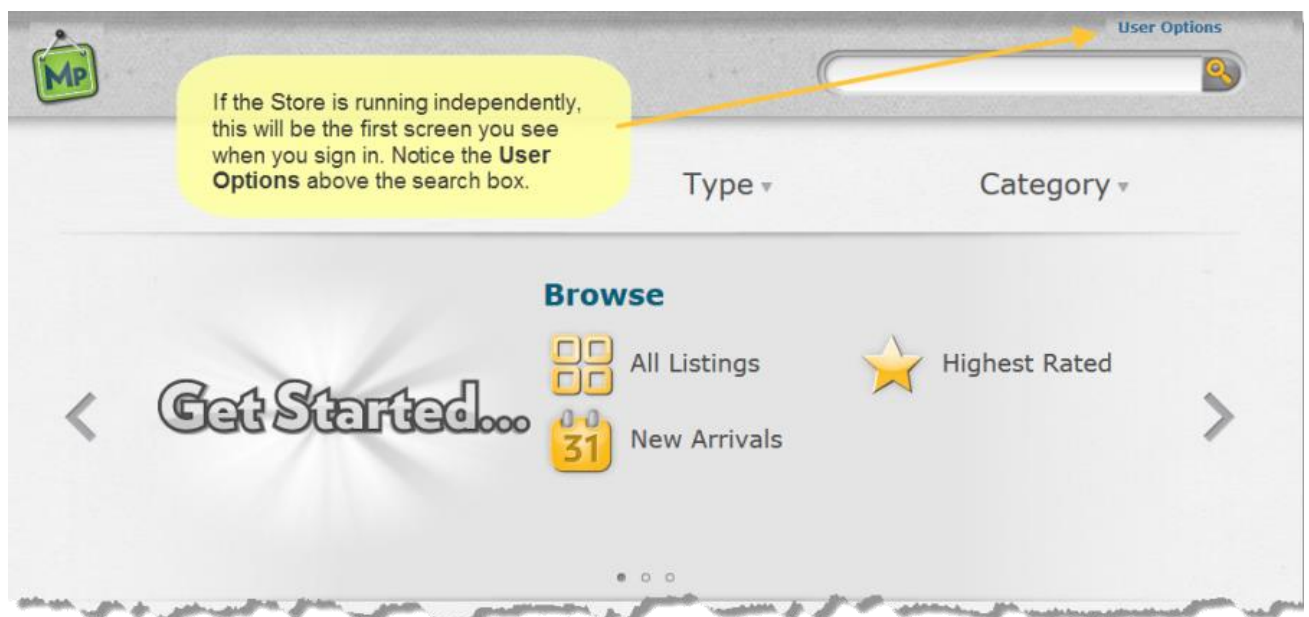 User Options
MP
If the Store is running independently,
this will be the first screen you see
when you sign in. Notice the User
Options above the search box.
Type
Category
Browse
All Listings
Highest Rated
Get Started...
31
New Arrivals